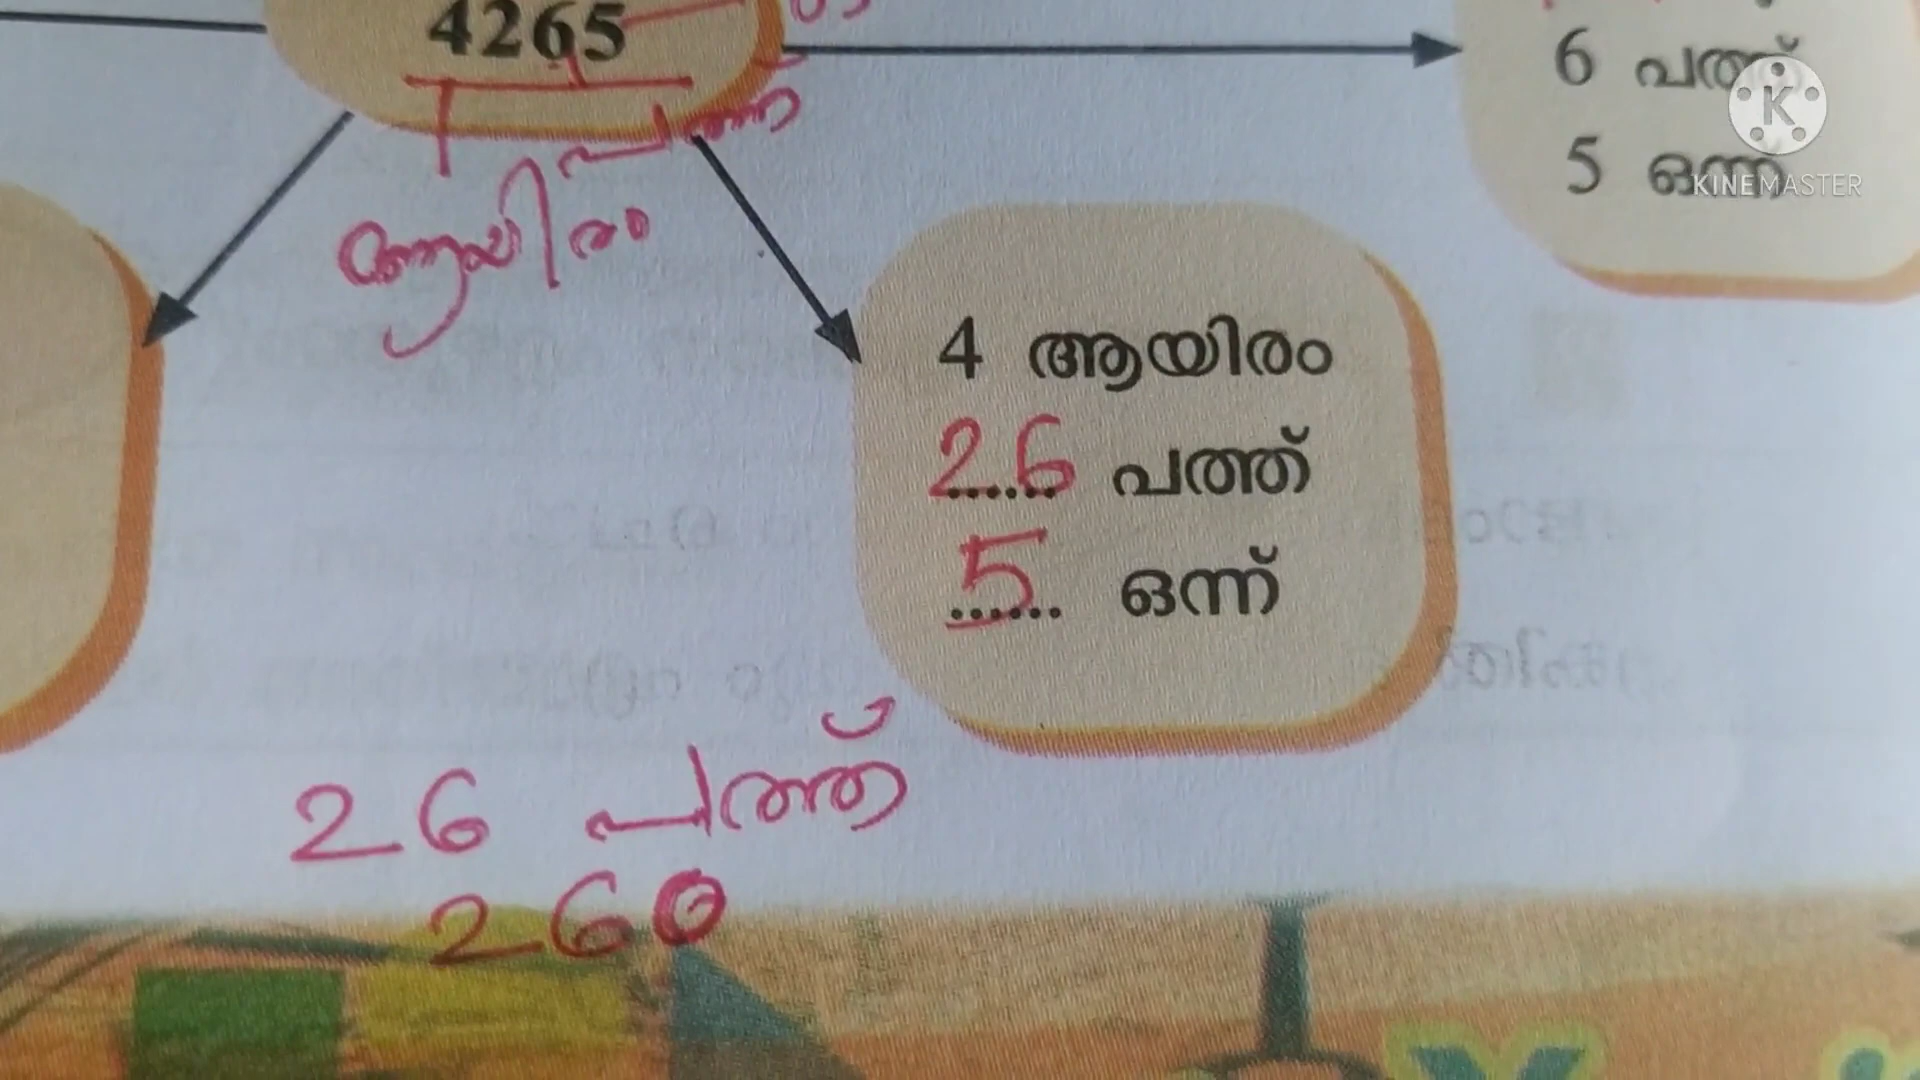 4265
6 പത്ത്
5 ഒന്ന്
KINEMASTER
ആയിരം
4 ആയിരം
26 പത്ത്
5 ഒന്ന്
26 പത്ത്
260